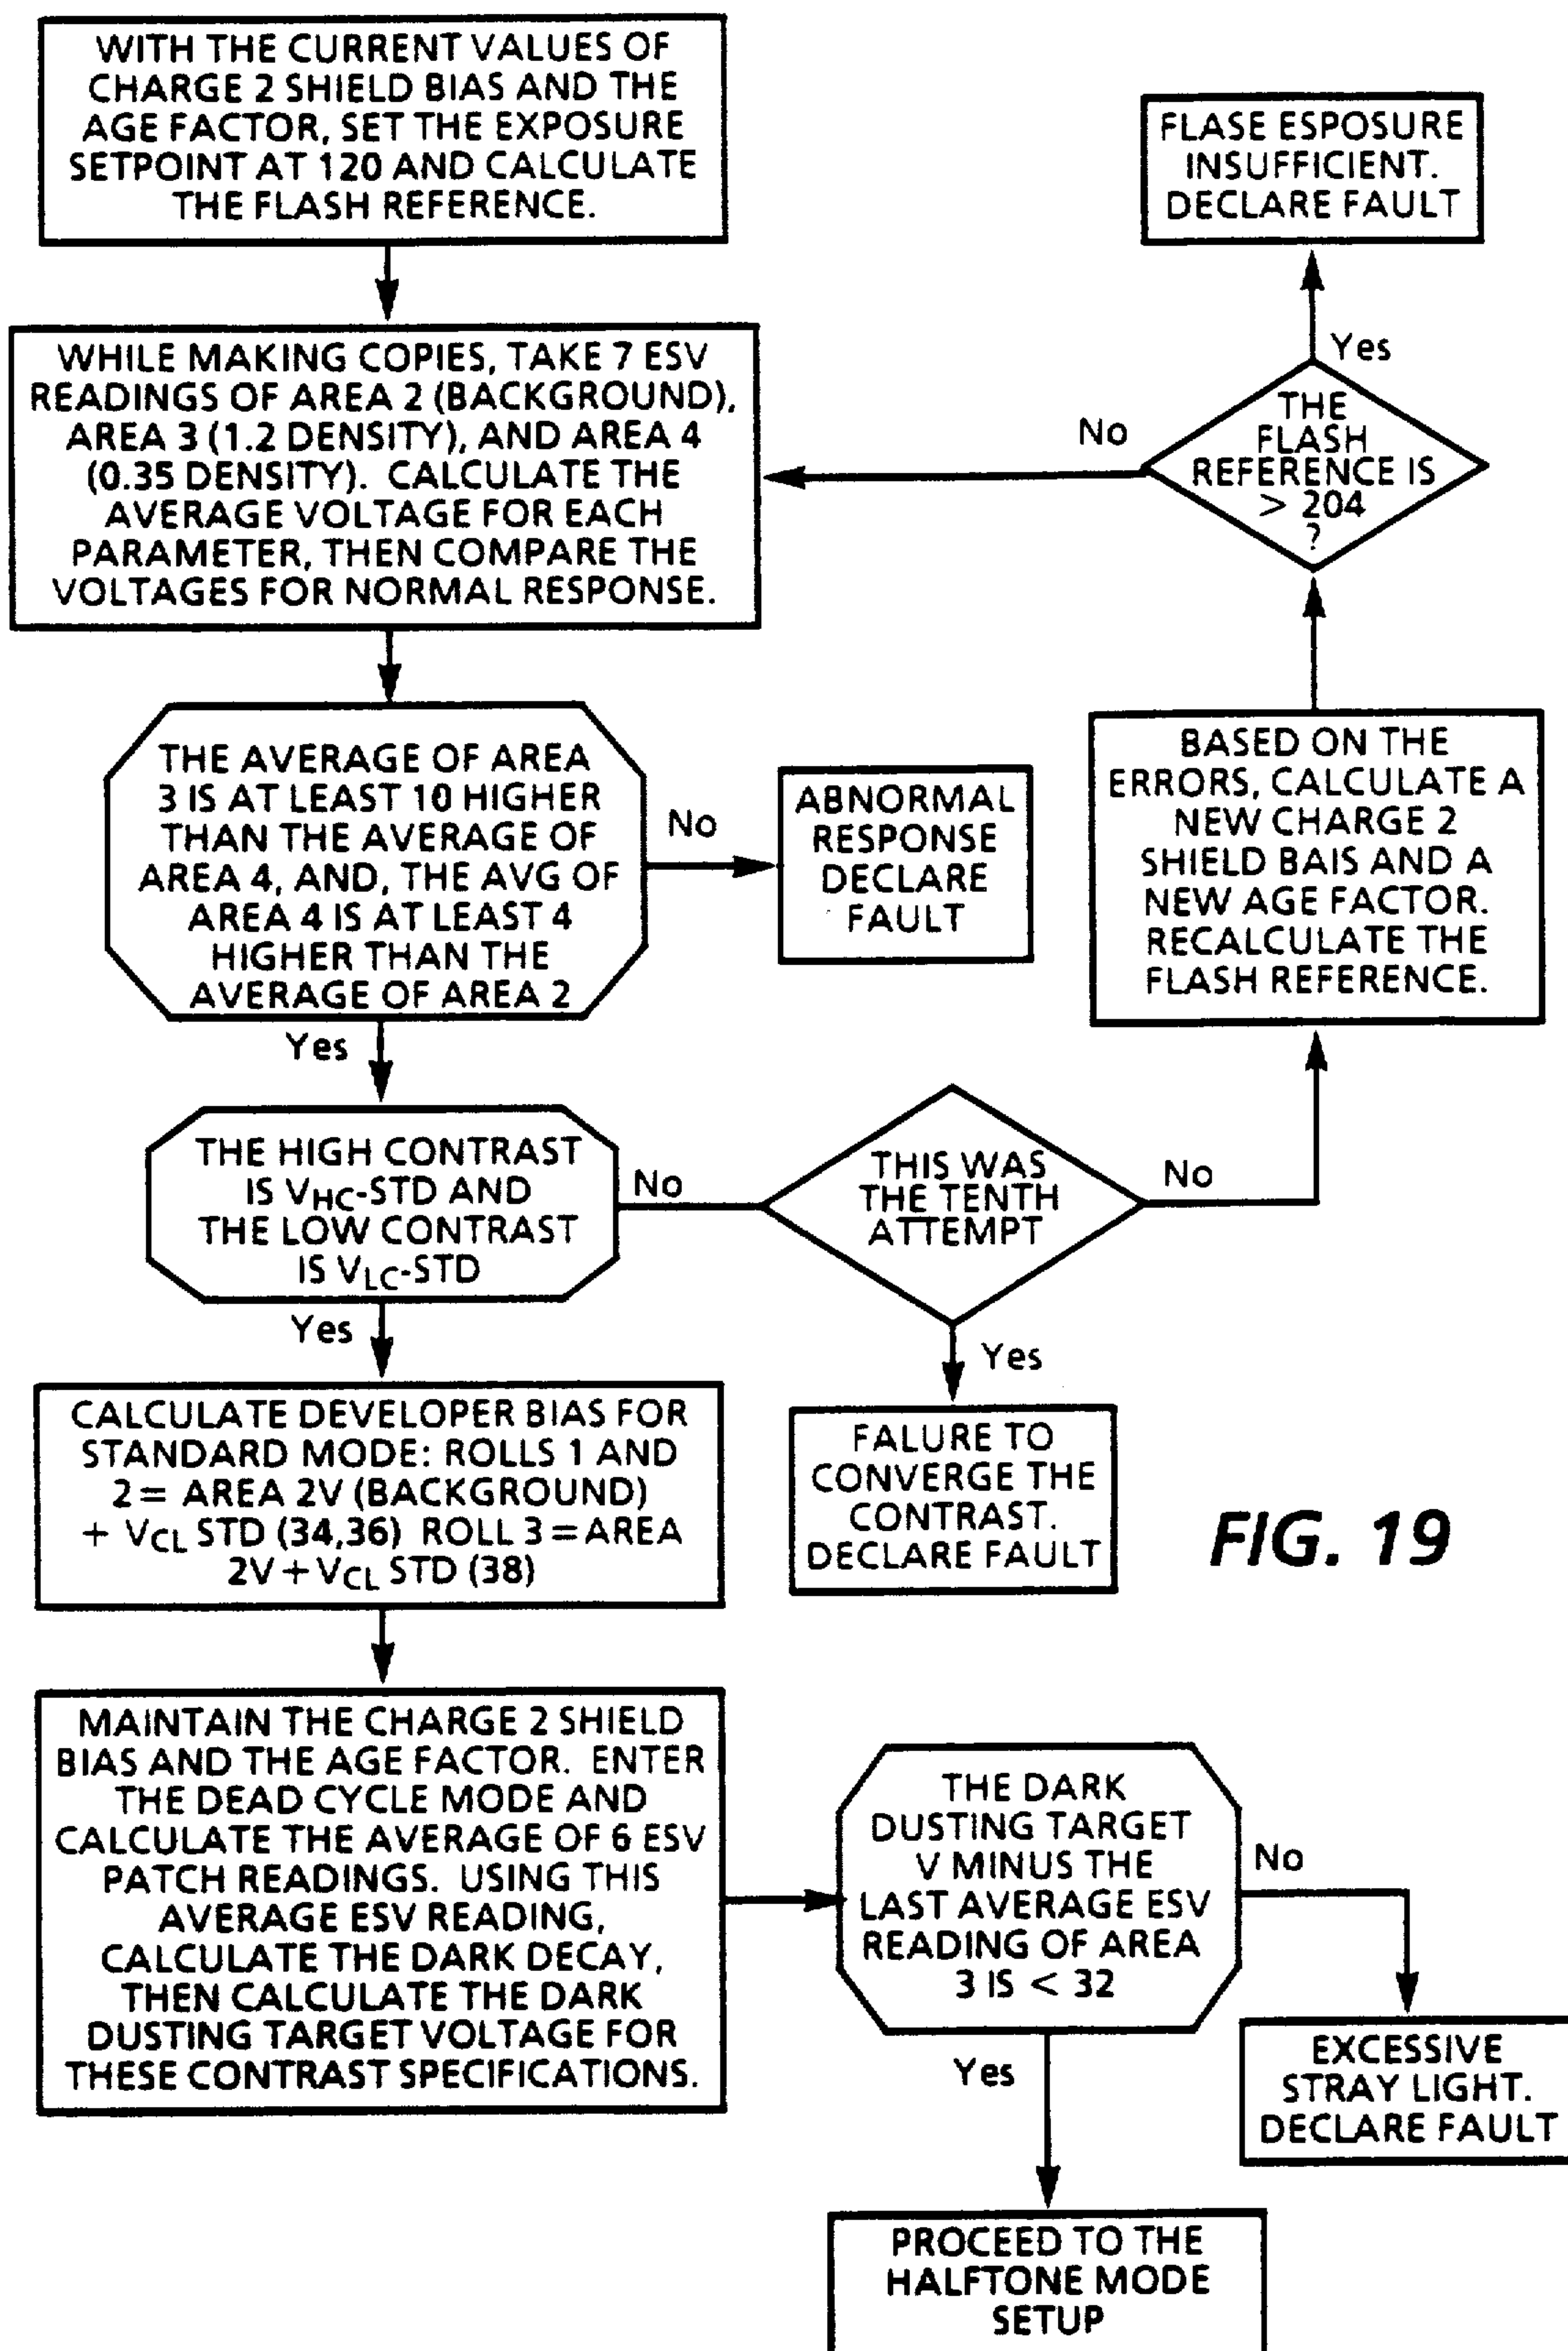 WITH THE CURRENT VALUES OF
CHARGE 2 SHIELD BIAS AND THE
AGE FACTOR, SET THE EXPOSURE
SETPOINT AT 120 AND CALCULATE
THE FLASH REFERENCE.
FLASE ESPOSURE
INSUFFICIENT.
DECLARE FAULT
Yes
WHILE MAKING COPIES, TAKE 7 ESV
READINGS OF AREA 2 (BACKGROUND),
AREA 3 (1.2 DENSITY), AND AREA 4
(0.35 DENSITY). CALCULATE THE
AVERAGE VOLTAGE FOR EACH
PARAMETER, THEN COMPARE THE
VOLTAGES FOR NORMAL RESPONSE.
No
THE
FLASH
REFERENCE IS
> 204
?
THE AVERAGE OF AREA
3 IS AT LEAST 10 HIGHER
THAN THE AVERAGE OF
AREA 4, AND, THE AVG OF
AREA 4 IS AT LEAST 4
HIGHER THAN THE
AVERAGE OF AREA 2
No
ABNORMAL
RESPONSE
DECLARE
FAULT
BASED ON THE
ERRORS, CALCULATE A
NEW CHARGE 2
SHIELD BAIS AND A
NEW AGE FACTOR.
RECALCULATE THE
FLASH REFERENCE.
Yes
THE HIGH CONTRAST
IS VHC-STD AND
THE LOW CONTRAST
IS VLC-STD
No
THIS WAS
THE TENTH
ATTEMPT
No
Yes
Yes
CALCULATE DEVELOPER BIAS FOR
STANDARD MODE: ROLLS 1 AND
2= AREA 2V (BACKGROUND)
+ VCL STD (34,36) ROLL 3=AREA
2V+VCL STD (38)
FALURE TO
CONVERGE THE
CONTRAST.
DECLARE FAULT
FIG. 19
MAINTAIN THE CHARGE 2 SHIELD
BIAS AND THE AGE FACTOR. ENTER
THE DEAD CYCLE MODE AND
CALCULATE THE AVERAGE OF 6 ESV
PATCH READINGS. USING THIS
AVERAGE ESV READING,
CALCULATE THE DARK DECAY,
THEN CALCULATE THE DARK
DUSTING TARGET VOLTAGE FOR
THESE CONTRAST SPECIFICATIONS.
THE DARK
DUSTING TARGET
V MINUS THE
LAST AVERAGE ESV
READING OF AREA
3 IS < 32
No
Yes
EXCESSIVE
STRAY LIGHT.
DECLARE FAULT
PROCEED TO THE
HALFTONE MODE
SETUP